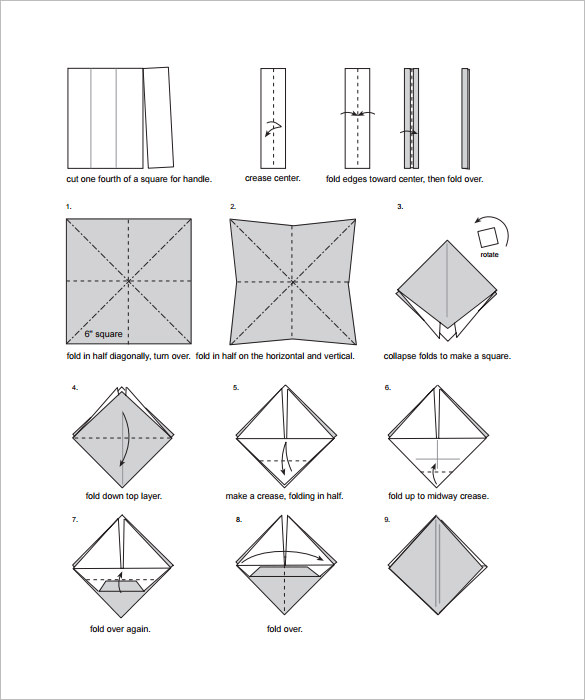 cut one fourth of a square for handle.
crease center.
fold edges toward center, then fold over.
1.
2.
3.
rotate
6" square
fold in half diagonally, turn over.
fold in half on the horizontal and vertical.
collapse folds to make a square.
4.
5.
6.
fold down top layer.
make a crease, folding in half.
fold up to midway crease.
7.
8.
9.
fold over again.
fold over.